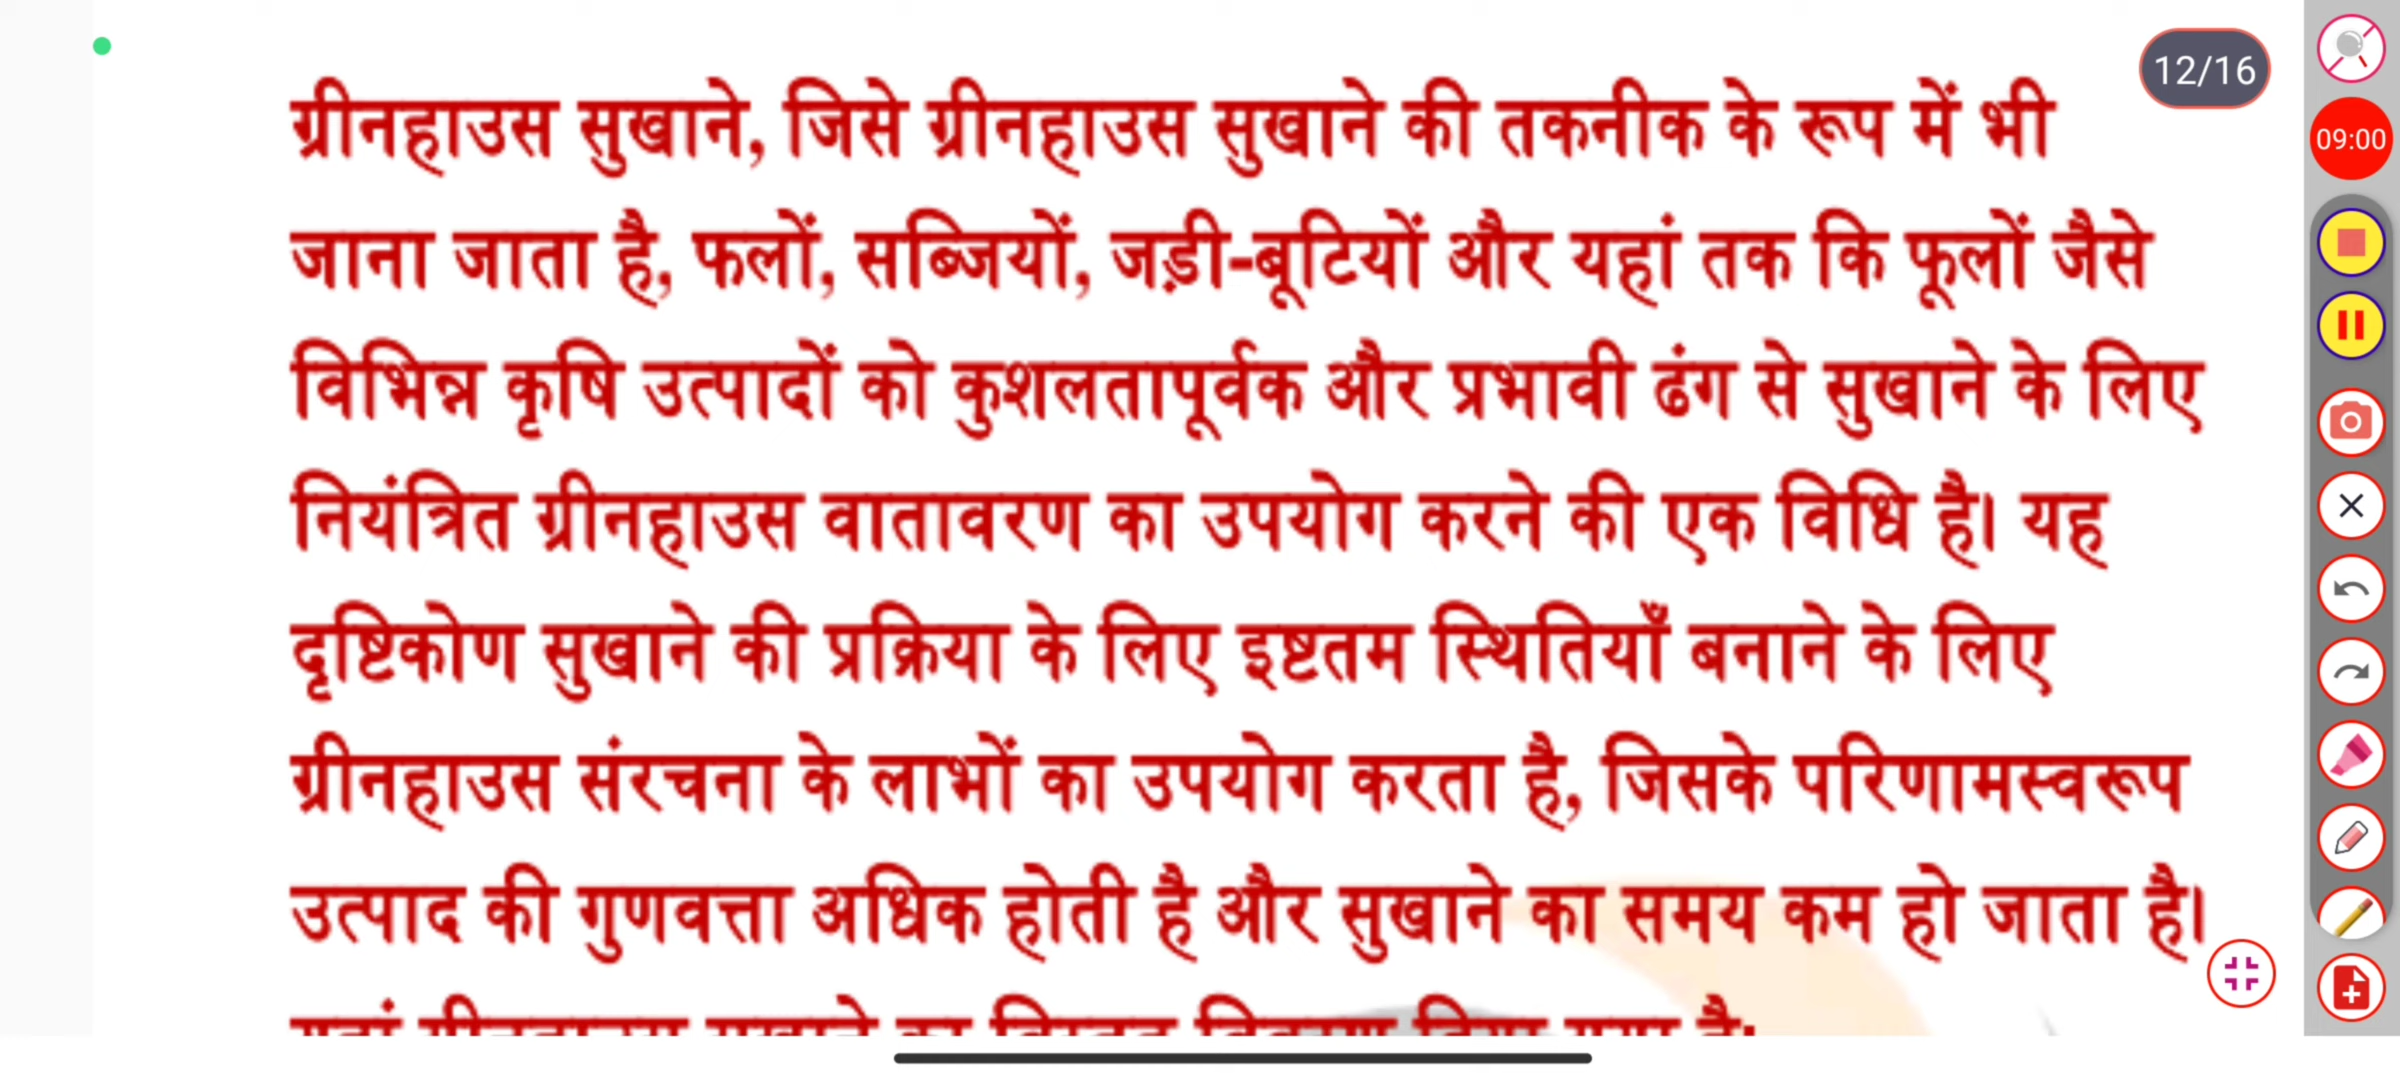 12/16
09:00
ग्रीनहाउस सुखाने, जिसे ग्रीनहाउस सुखाने की तकनीक के रूप में भी
जाना जाता है, फलों, सब्जियों, जड़ी-बूटियों और यहां तक कि फूलों जैसे
विभिन्न कृषि उत्पादों को कुशलतापूर्वक और प्रभावी ढंग से सुखाने के लिए
नियंत्रित ग्रीनहाउस वातावरण का उपयोग करने की एक विधि है। यह
दृष्टिकोण सुखाने की प्रक्रिया के लिए इष्टतम स्थितियाँ बनाने के लिए
ग्रीनहाउस संरचना के लाभों का उपयोग करता है, जिसके परिणामस्वरूप
उत्पाद की गुणवत्ता अधिक होती है और सुखाने का समय कम हो जाता है।